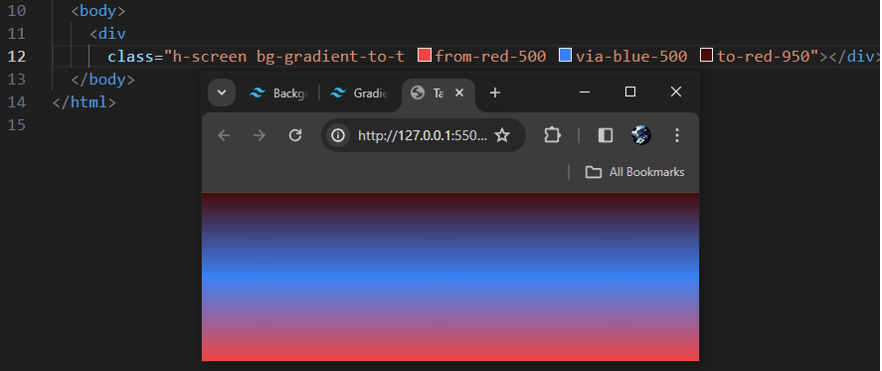 10 <body>
11 <div
12 class="h-screen bg-gradient-to-t from-red-500 via-blue-500 to-red-950"></div>
13 </body>
14 </html>
15
Backg Gradie Ta
http://127.0.0.1:550...
All Bookmarks